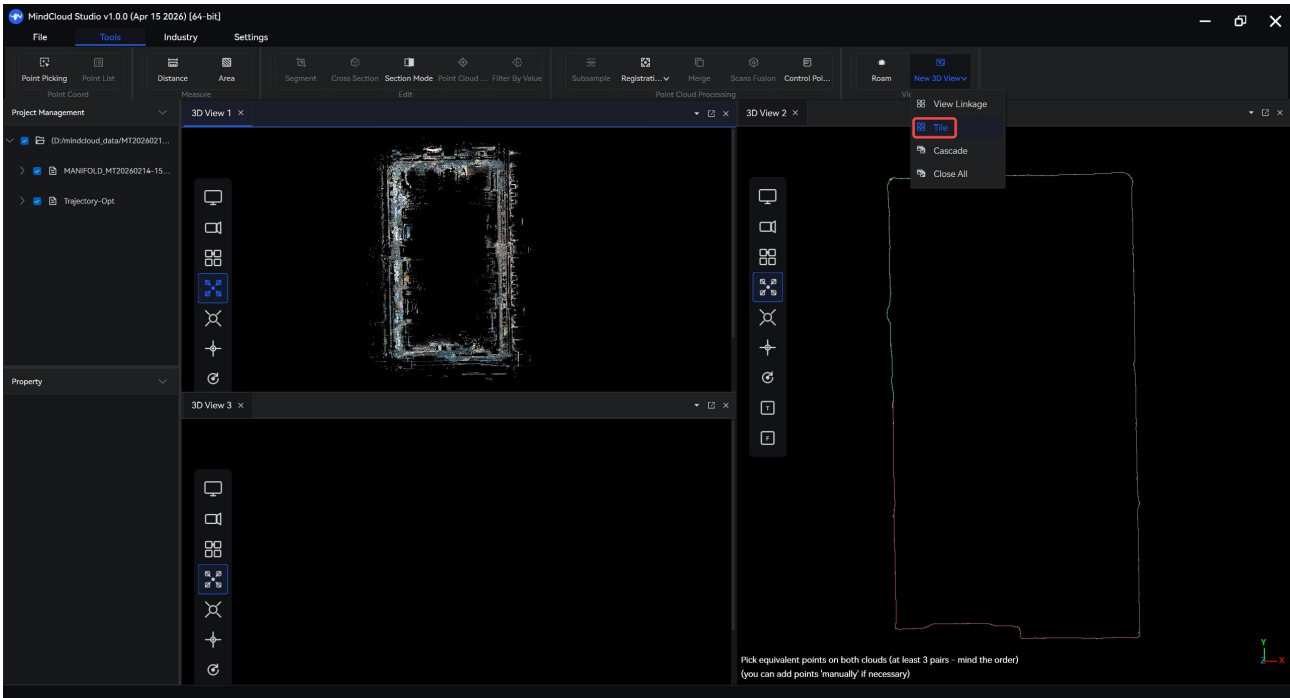 MindCloud Studio v1.0.0 (Apr 15 2026) [64-bit]
File Tools Industry Settings
Point Picking Point List Distance Area Segment Cross Section Section Mode Point Cloud ... Filter By Value Subsample Registrati... Merge Scans Fusion Control Poi... Roam New 3D View
Point Coord Measure Edit Point Cloud Processing
Project Management
3D View 1
3D View 2
View Linkage
Tile
Cascade
Close All
(D:/mindcloud_data/MT2026021...
MANIFOLD_MT20260214-15...
Trajectory-Opt
Property
3D View 3
T
F
Pick equivalent points on both clouds (at least 3 pairs - mind the order)
(you can add points 'manually' if necessary)
Y
Z X